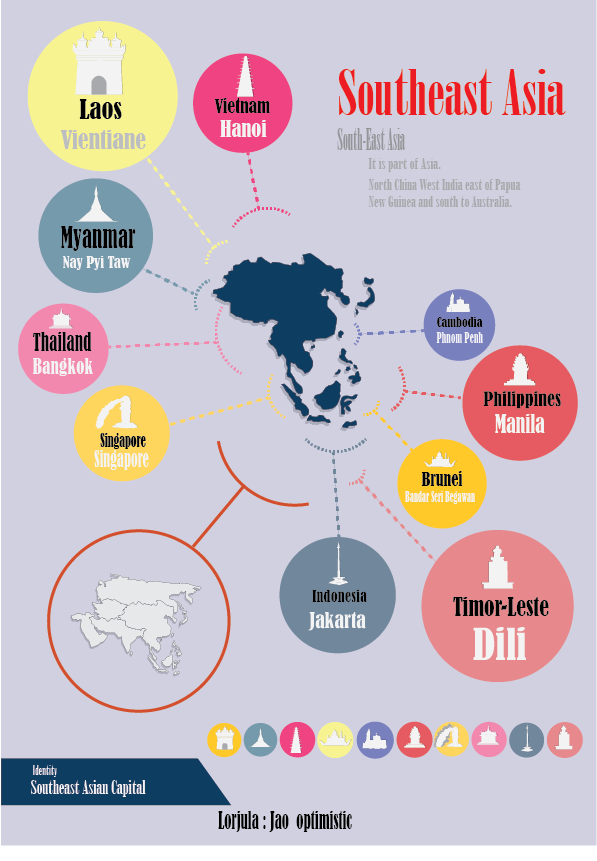 Southeast Asia
South-East Asia
It is part of Asia.
North China West India east of Papua
New Guinea and south to Australia.
Laos
Vientiane
Vietnam
Hanoi
Myanmar
Nay Pyi Taw
Thailand
Bangkok
Singapore
Singapore
Cambodia
Phnom Penh
Philippines
Manila
Brunei
Bandar Seri Begawan
Indonesia
Jakarta
Timor-Leste
Dili
Identity
Southeast Asian Capital
Lorjula : Jao optimistic